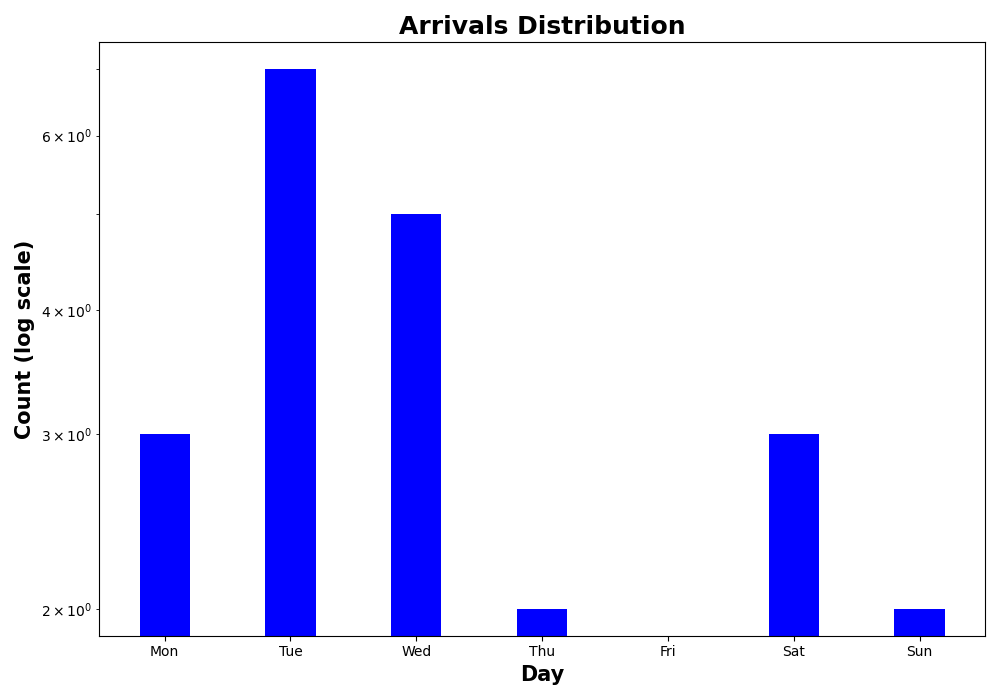 Arrivals Distribution
Count (log scale)
6 × 10⁰
4 × 10⁰
3 × 10⁰
2 × 10⁰
Mon Tue Wed Thu Fri Sat Sun
Day